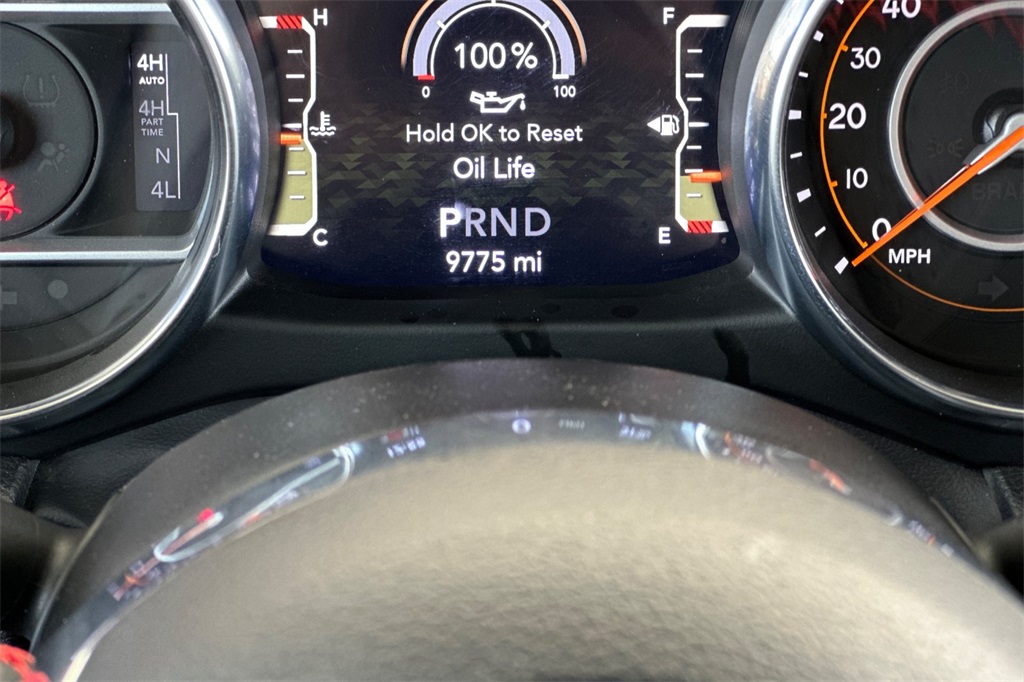 4H
AUTO
4H
PART
TIME
N
4L
H
C
100%
0
100
Hold OK to Reset
Oil Life
PRND
9775 mi
F
E
40
30
20
10
0
MPH